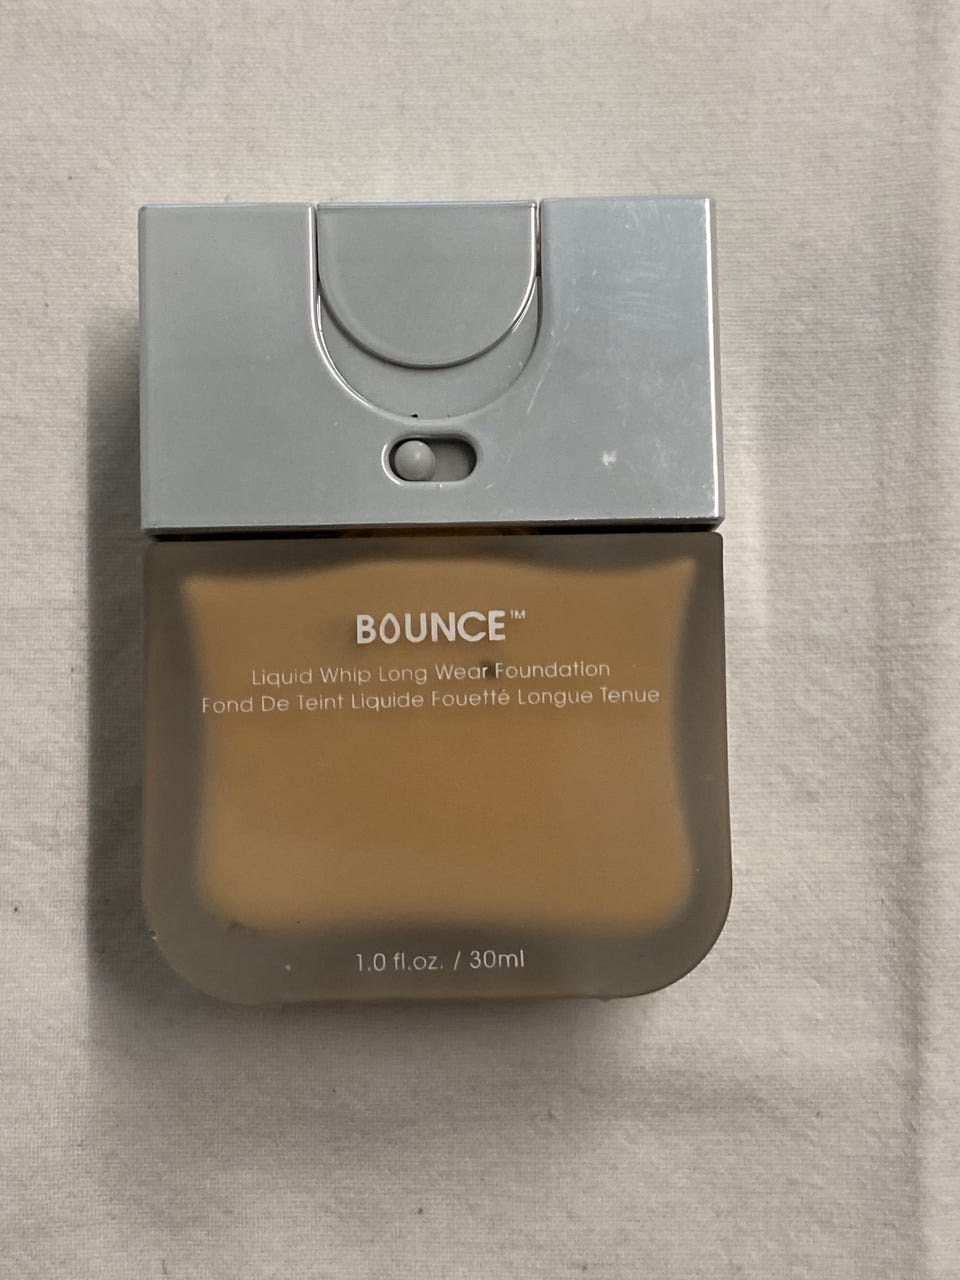 BOUNCE™
Liquid Whip Long Wear Foundation
Fond De Teint Liquide Fouetté Longue Tenue
1.0 fl.oz. / 30ml